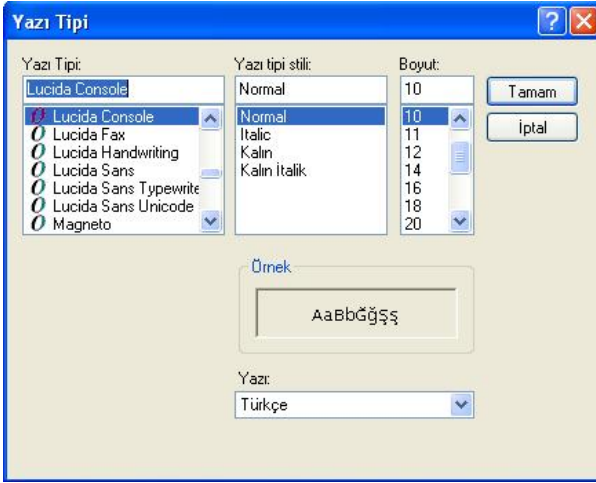 Yazı Tipi
Yazı Tipi:
Lucida Console
Lucida Console
Lucida Fax
Lucida Handwriting
Lucida Sans
Lucida Sans Typewrite
Lucida Sans Unicode
Magneto
Yazı tipi stili:
Normal
Normal
İtalic
Kalın
Kalın İtalik
Boyut:
10
10
11
12
14
16
18
20
Tamam
İptal
Örnek
AaBbĞğŞş
Yazı:
Türkçe